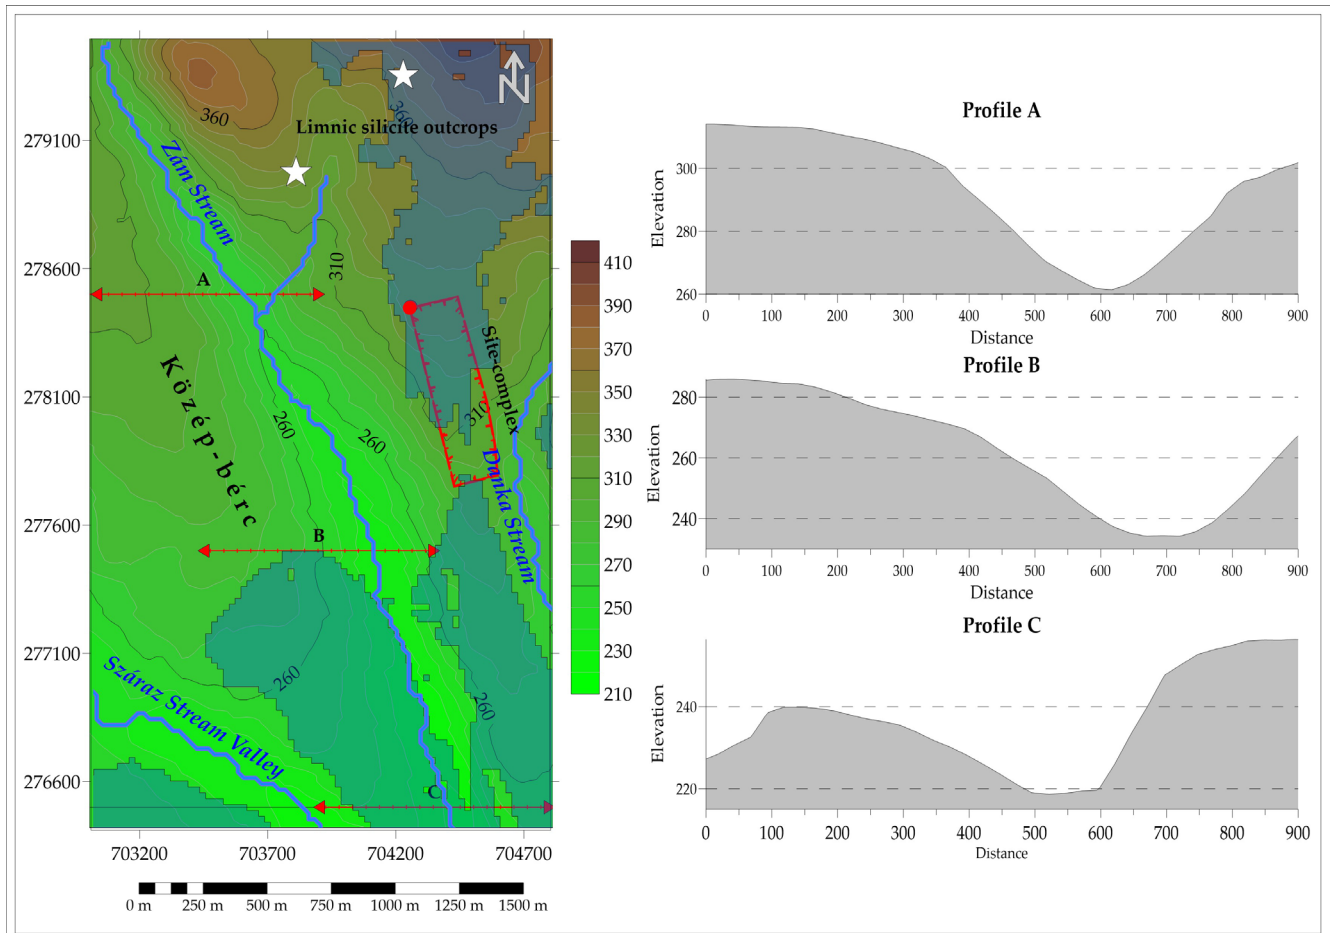 N
360
360
Limnic silicite outcrops
279100
Zám Stream
278600
310
A
Site-complex
278100
Közép-bérc
260
260
310
Danka Stream
277600
B
277100
260
260
Száraz Stream Valley
276600
C
703200 703700 704200 704700
0 m 250 m 500 m 750 m 1000 m 1250 m 1500 m
410
390
370
350
330
310
290
270
250
230
210
Profile A
Elevation
300
280
260
0 100 200 300 400 500 600 700 800 900
Distance
Profile B
Elevation
280
260
240
0 100 200 300 400 500 600 700 800 900
Distance
Profile C
Elevation
240
220
0 100 200 300 400 500 600 700 800 900
Distance